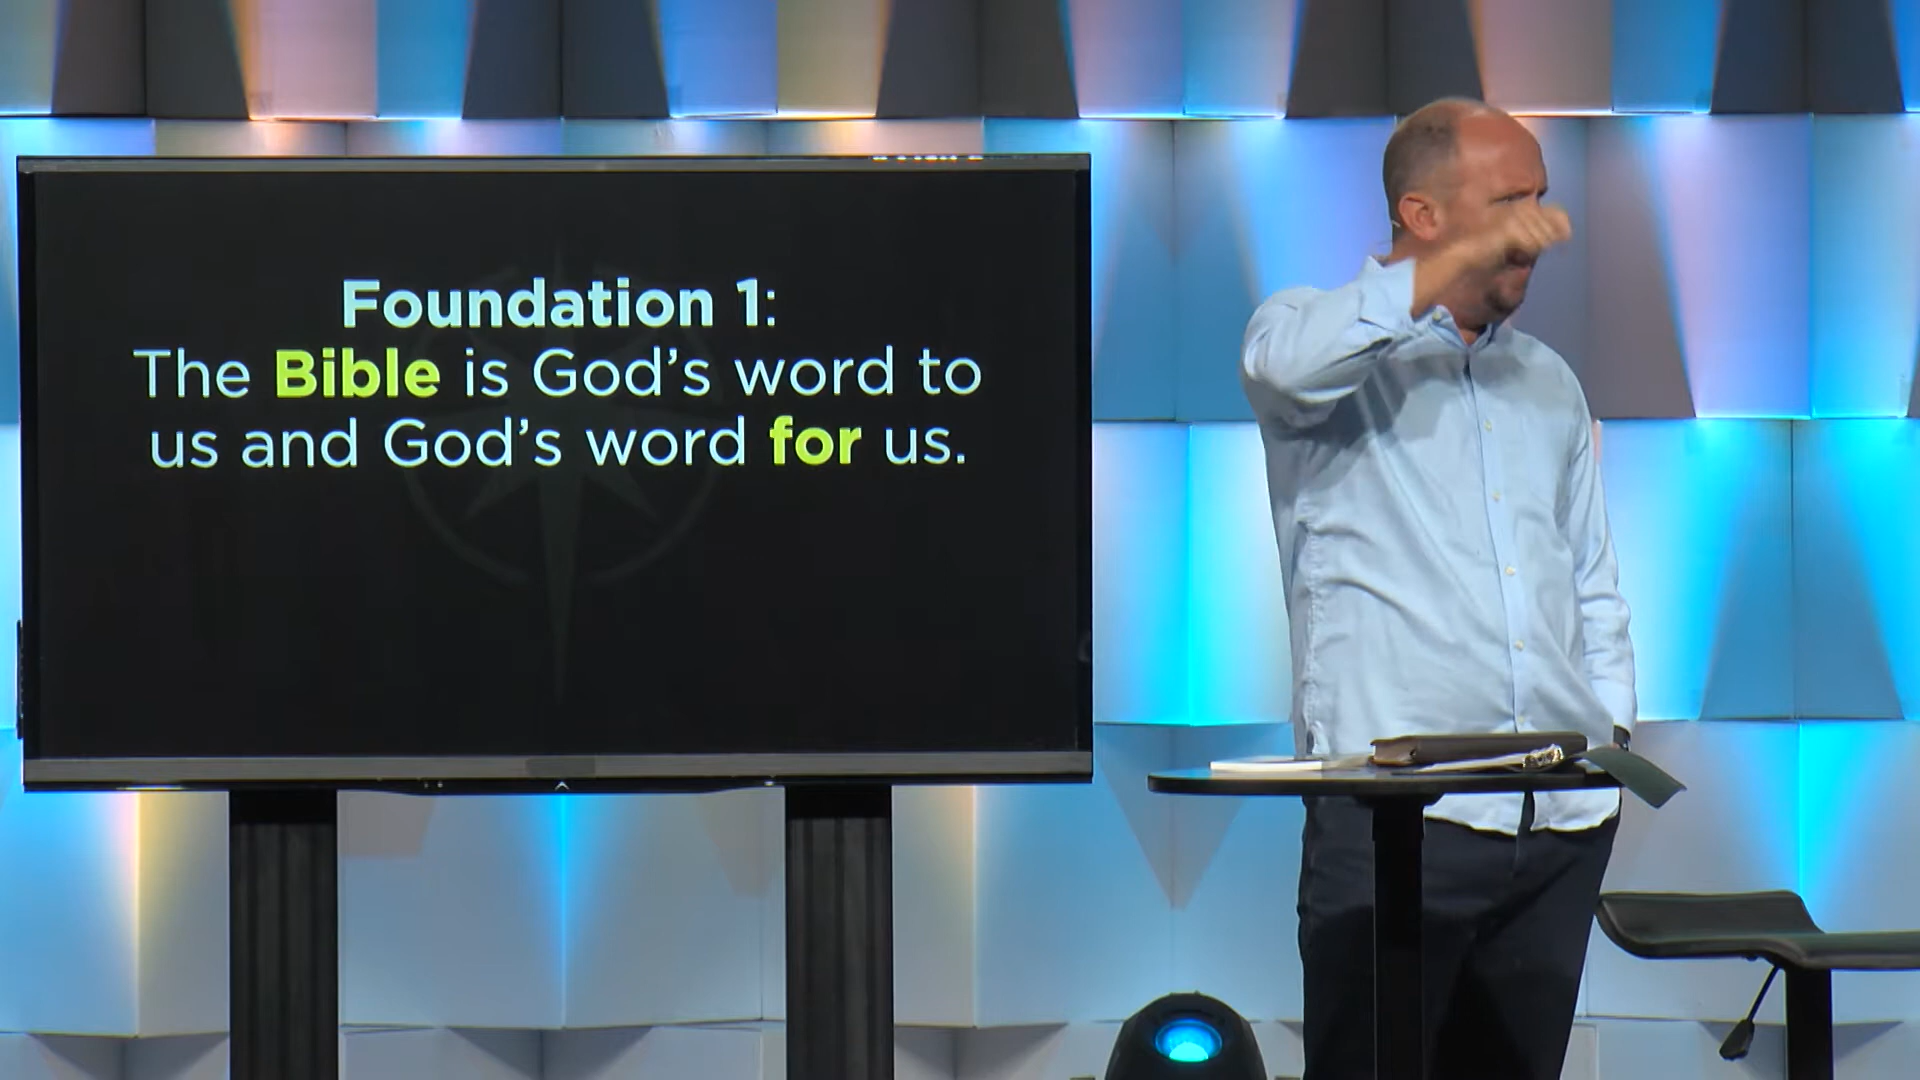 Foundation 1:
The Bible is God’s word to
us and God’s word for us.